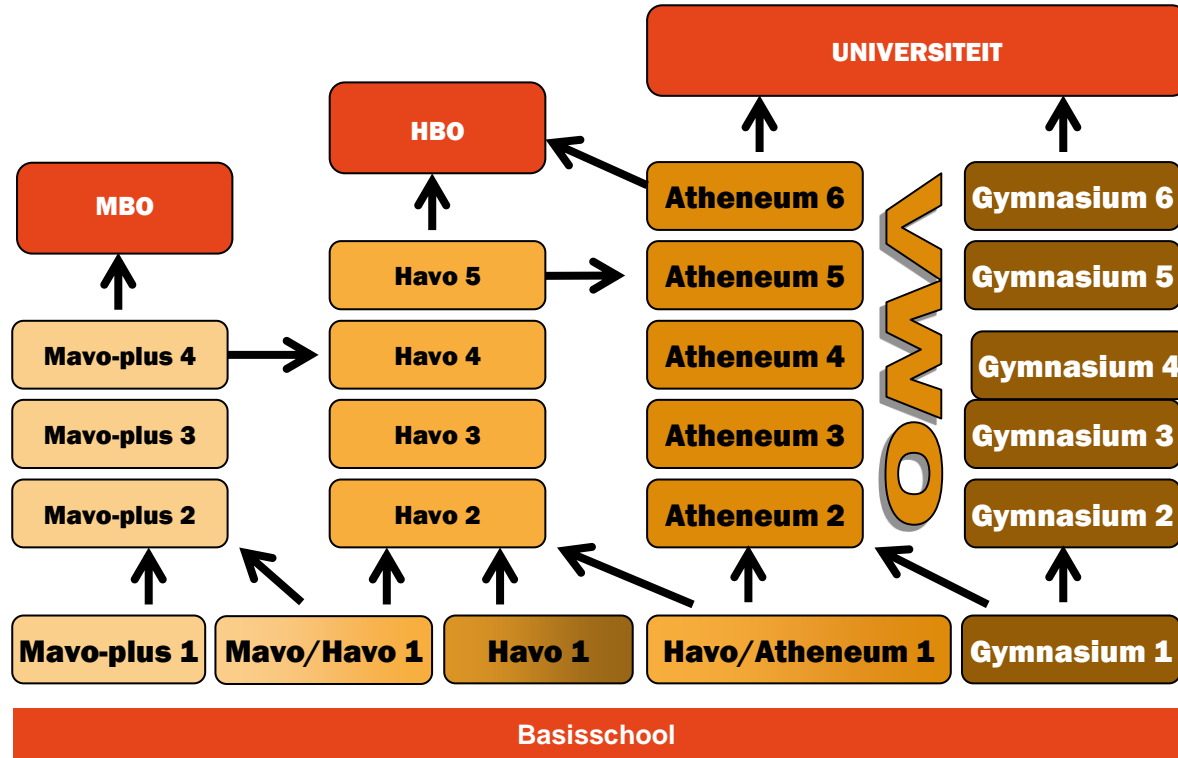 UNIVERSITEIT
HBO
MBO
Atheneum 6
Gymnasium 6
Havo 5
Atheneum 5
Gymnasium 5
Mavo-plus 4
Havo 4
Atheneum 4
Gymnasium 4
Mavo-plus 3
Havo 3
Atheneum 3
Gymnasium 3
Mavo-plus 2
Havo 2
Atheneum 2
Gymnasium 2
VWO
Mavo-plus 1
Mavo/Havo 1
Havo 1
Havo/Atheneum 1
Gymnasium 1
Basisschool